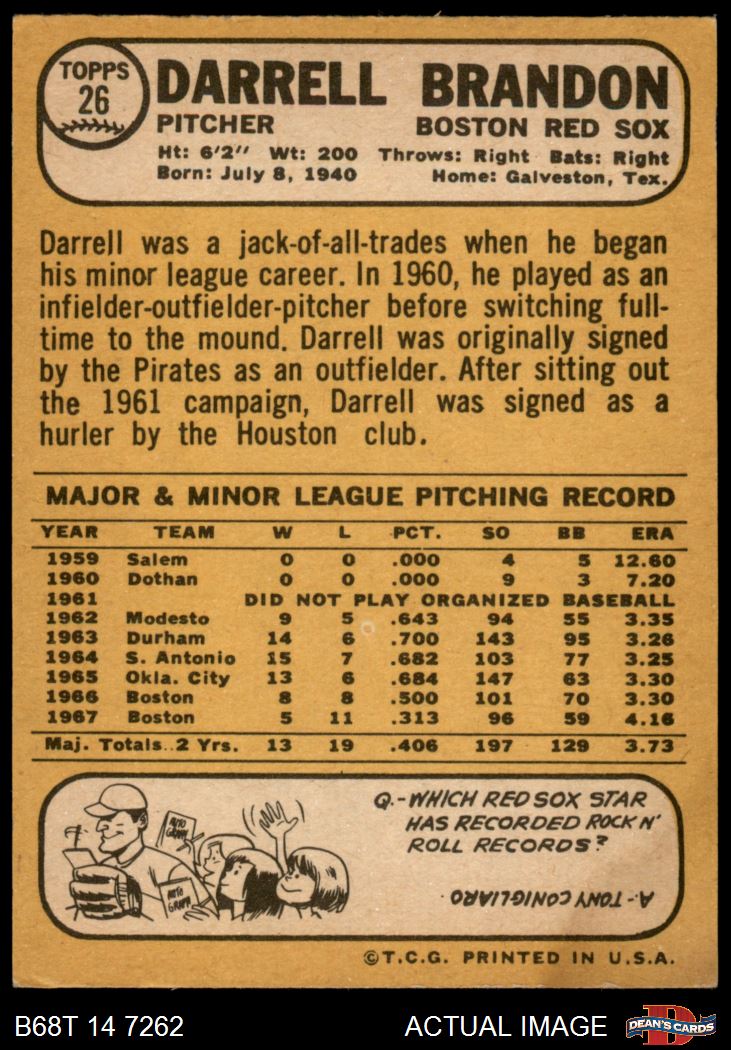 TOPPS
26
DARRELL BRANDON
PITCHER BOSTON RED SOX
Ht: 6'2" Wt: 200 Throws: Right Bats: Right
Born: July 8, 1940 Home: Galveston, Tex.
Darrell was a jack-of-all-trades when he began
his minor league career. In 1960, he played as an
infielder-outfielder-pitcher before switching full-
time to the mound. Darrell was originally signed
by the Pirates as an outfielder. After sitting out
the 1961 campaign, Darrell was signed as a
hurler by the Houston club.
MAJOR & MINOR LEAGUE PITCHING RECORD
YEAR TEAM W L PCT. SO BB ERA
1959 Salem 0 0 .000 4 5 12.60
1960 Dothan 0 0 .000 9 3 7.20
1961 DID NOT PLAY ORGANIZED BASEBALL
1962 Modesto 9 5 .643 94 55 3.35
1963 Durham 14 6 .700 143 95 3.26
1964 S. Antonio 15 7 .682 103 77 3.25
1965 Okla. City 13 6 .684 147 63 3.30
1966 Boston 8 8 .500 101 70 3.30
1967 Boston 5 11 .313 96 59 4.16
Maj. Totals..2 Yrs. 13 19 .406 197 129 3.73
AUTO
GRAPH
AUTO
GRAPH
Q.-WHICH RED SOX STAR
HAS RECORDED ROCK N'
ROLL RECORDS?
A-TONY CONIGLIARO
©T.C.G. PRINTED IN U.S.A.
B68T 14 7262 ACTUAL IMAGE
D
DEAN'S CARDS